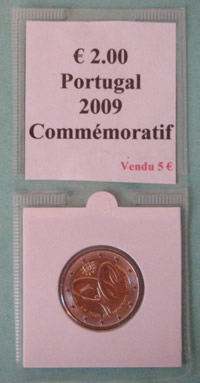 € 2.00
Portugal
2009
Commémoratif
Vendu 5 €